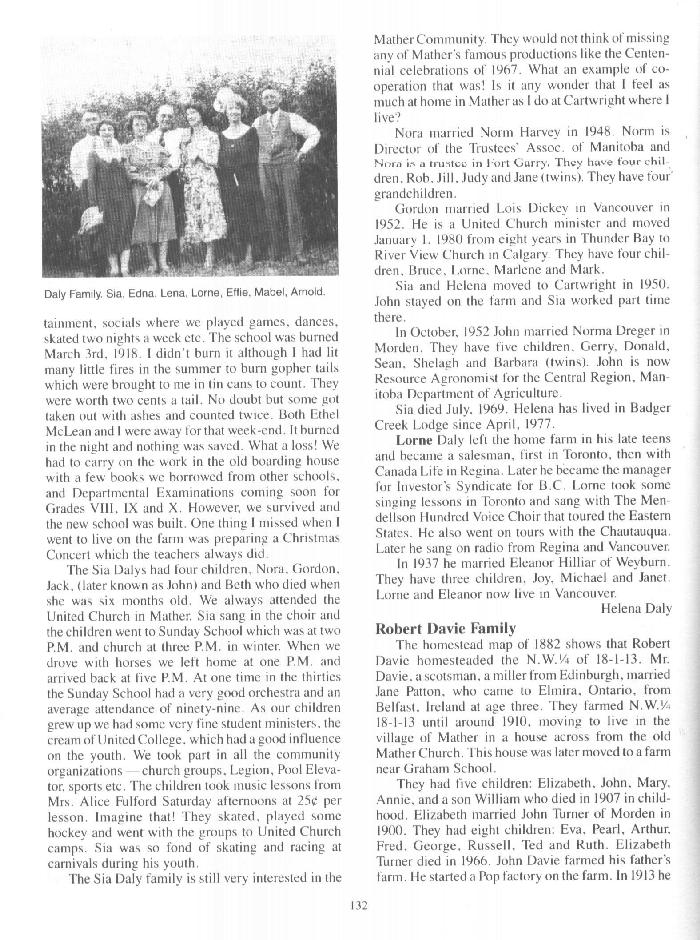 Daly Family. Sia, Edna, Lena, Lorne, Effie, Mabel, Arnold.
tainment, socials where we played games, dances,
skated two nights a week etc. The school was burned
March 3rd, 1918. I didn't burn it although I had lit
many little fires in the summer to burn gopher tails
which were brought to me in tin cans to count. They
were worth two cents a tail. No doubt but some got
taken out with ashes and counted twice. Both Ethel
McLean and I were away for that week-end. It burned
in the night and nothing was saved. What a loss! We
had to carry on the work in the old boarding house
with a few books we borrowed from other schools,
and Departmental Examinations coming soon for
Grades VIII, IX and X. However, we survived and
the new school was built. One thing I missed when I
went to live on the farm was preparing a Christmas
Concert which the teachers always did.
The Sia Dalys had four children, Nora, Gordon,
Jack, (later known as John) and Beth who died when
she was six months old. We always attended the
United Church in Mather. Sia sang in the choir and
the children went to Sunday School which was at two
P.M. and church at three P.M. in winter. When we
drove with horses we left home at one P.M. and
arrived back at five P.M. At one time in the thirties
the Sunday School had a very good orchestra and an
average attendance of ninety-nine. As our children
grew up we had some very fine student ministers, the
cream of United College, which had a good influence
on the youth. We took part in all the community
organizations — church groups, Legion, Pool Eleva-
tor, sports etc. The children took music lessons from
Mrs. Alice Fulford Saturday afternoons at 25¢ per
lesson. Imagine that! They skated, played some
hockey and went with the groups to United Church
camps. Sia was so fond of skating and racing at
carnivals during his youth.
The Sia Daly family is still very interested in the
Mather Community. They would not think of missing
any of Mather's famous productions like the Centen-
nial celebrations of 1967. What an example of co-
operation that was! Is it any wonder that I feel as
much at home in Mather as I do at Cartwright where I
live?
Nora married Norm Harvey in 1948. Norm is
Director of the Trustees' Assoc. of Manitoba and
Nora is a trustee in Fort Garry. They have four chil-
dren, Rob, Jill, Judy and Jane (twins). They have four
grandchildren.
Gordon married Lois Dickey in Vancouver in
1952. He is a United Church minister and moved
January 1, 1980 from eight years in Thunder Bay to
River View Church in Calgary. They have four chil-
dren, Bruce, Lorne, Marlene and Mark.
Sia and Helena moved to Cartwright in 1950.
John stayed on the farm and Sia worked part time
there.
In October, 1952 John married Norma Dreger in
Morden. They have five children, Gerry, Donald,
Sean, Shelagh and Barbara (twins). John is now
Resource Agronomist for the Central Region, Man-
itoba Department of Agriculture.
Sia died July, 1969. Helena has lived in Badger
Creek Lodge since April, 1977.
Lorne Daly left the home farm in his late teens
and became a salesman, first in Toronto, then with
Canada Life in Regina. Later he became the manager
for Investor's Syndicate for B.C. Lorne took some
singing lessons in Toronto and sang with The Men-
dellson Hundred Voice Choir that toured the Eastern
States. He also went on tours with the Chautauqua.
Later he sang on radio from Regina and Vancouver.
In 1937 he married Eleanor Hilliar of Weyburn.
They have three children, Joy, Michael and Janet.
Lorne and Eleanor now live in Vancouver.
Helena Daly
Robert Davie Family
The homestead map of 1882 shows that Robert
Davie homesteaded the N.W.¼ of 18-1-13. Mr.
Davie, a scotsman, a miller from Edinburgh, married
Jane Patton, who came to Elmira, Ontario, from
Belfast, Ireland at age three. They farmed N.W.¼
18-1-13 until around 1910, moving to live in the
village of Mather in a house across from the old
Mather Church. This house was later moved to a farm
near Graham School.
They had five children: Elizabeth, John, Mary,
Annie, and a son William who died in 1907 in child-
hood. Elizabeth married John Turner of Morden in
1900. They had eight children: Eva, Pearl, Arthur,
Fred, George, Russell, Ted and Ruth. Elizabeth
Turner died in 1966. John Davie farmed his father's
farm. He started a Pop factory on the farm. In 1913 he
132